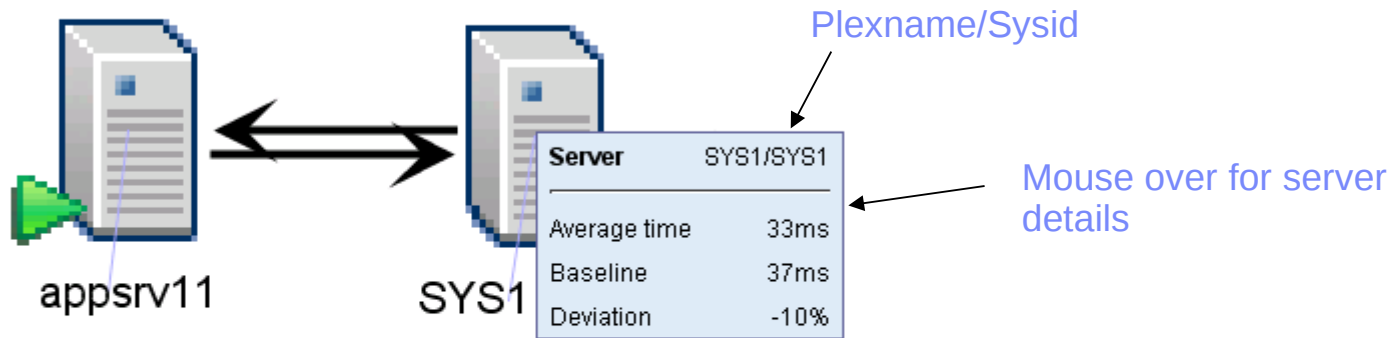 Plexname/Sysid
Server SYS1/SYS1
Mouse over for server
details
Average time 33ms
Baseline 37ms
Deviation -10%
appsrv11
SYS1